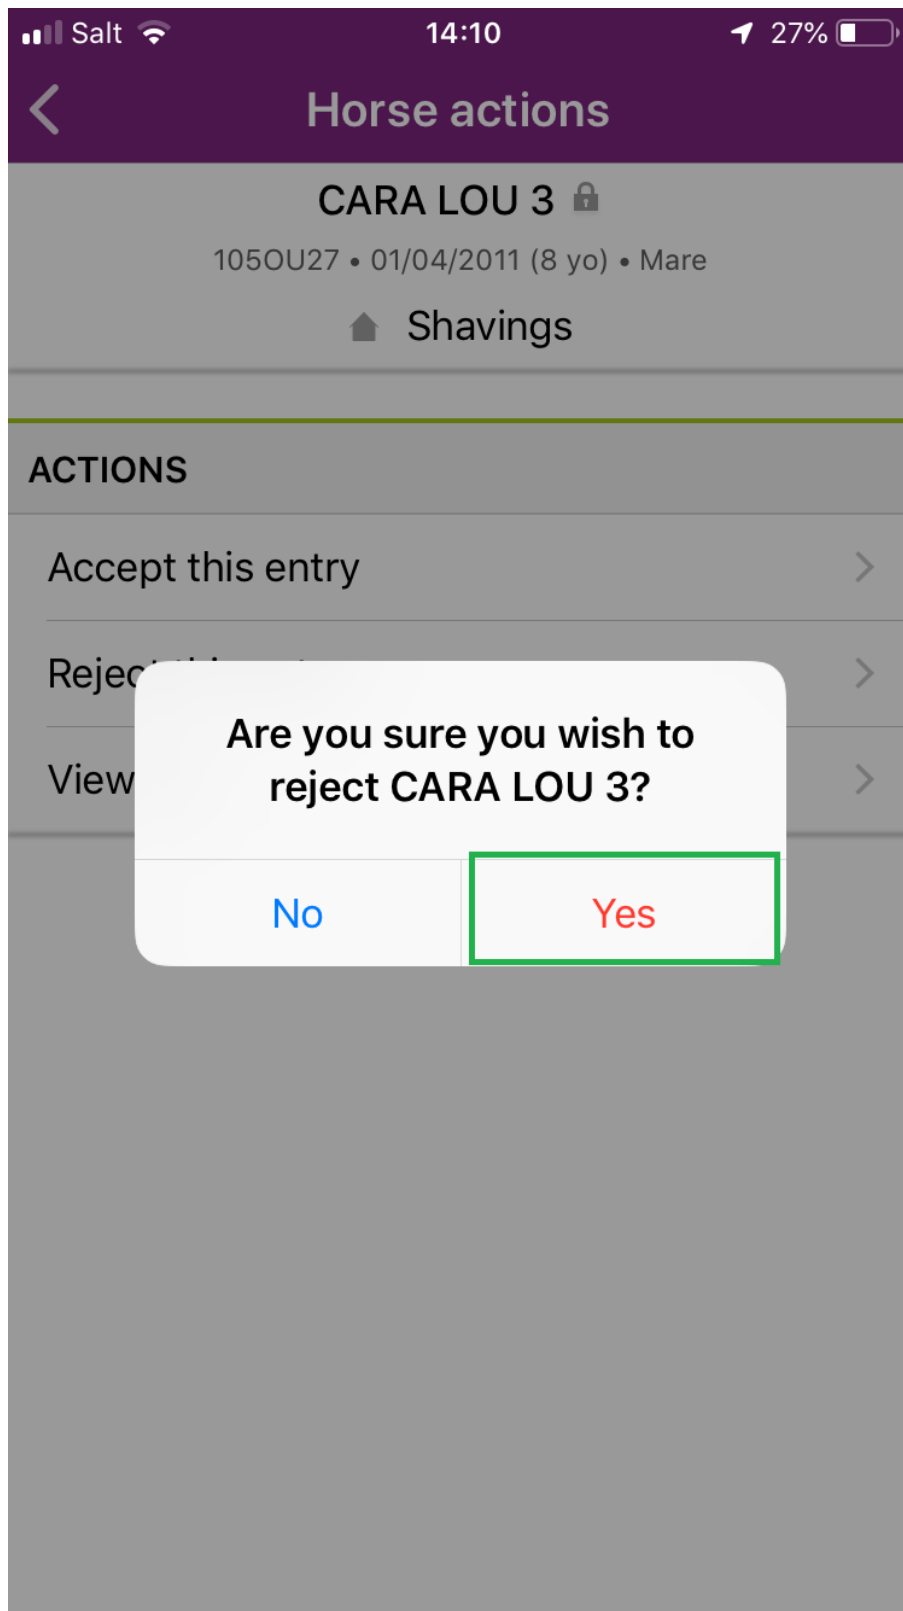 Salt 14:10 27%
Horse actions
CARA LOU 3
105OU27 • 01/04/2011 (8 yo) • Mare
Shavings
ACTIONS
Accept this entry
Are you sure you wish to
reject CARA LOU 3?
View
No Yes